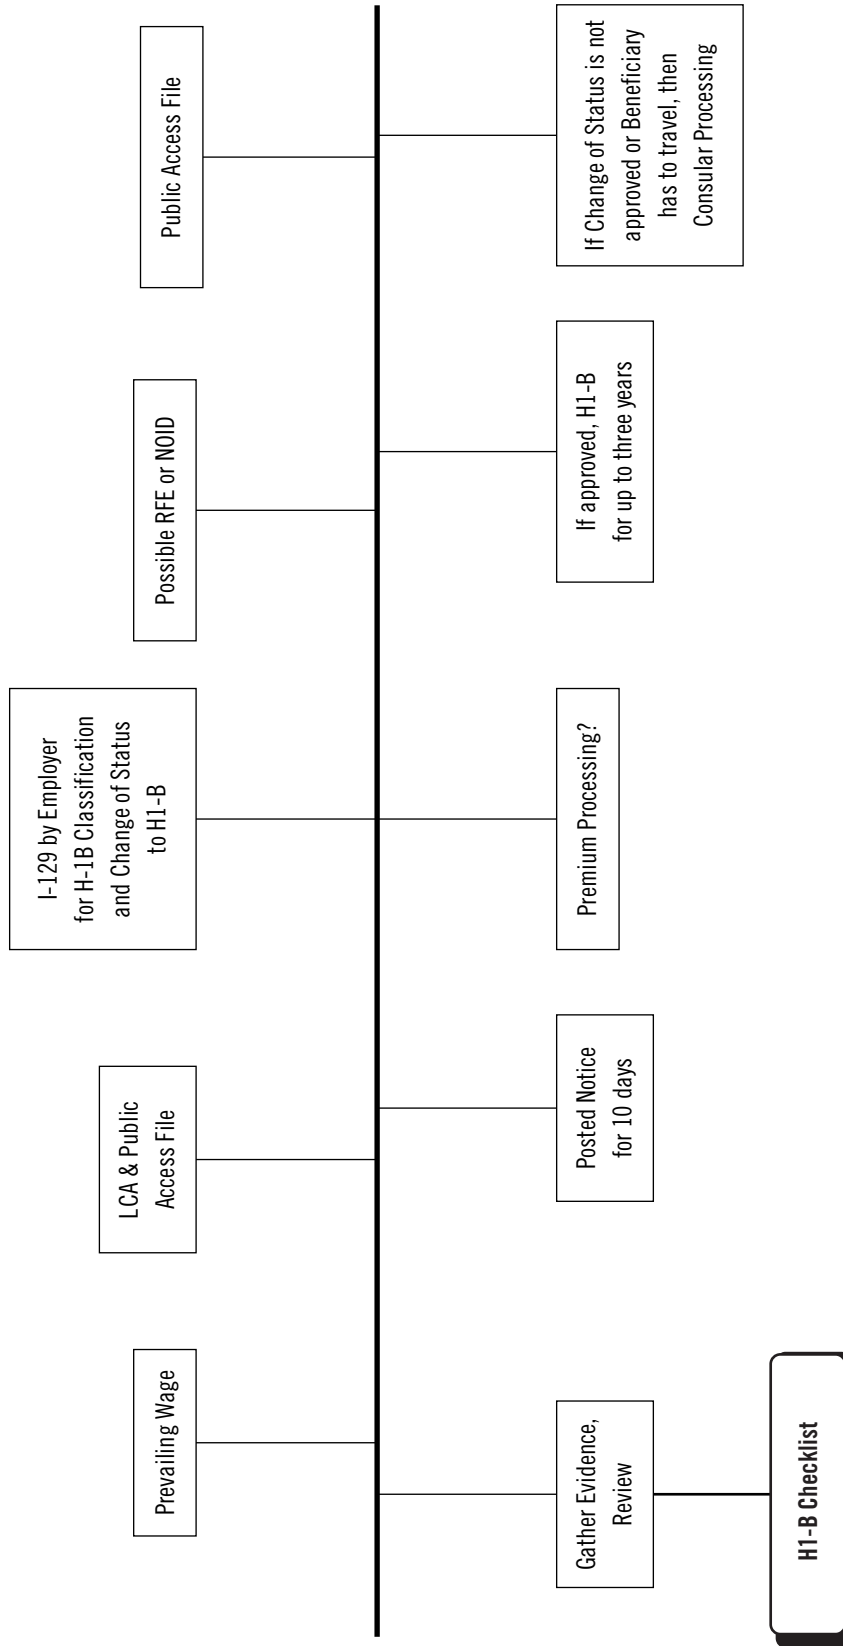 Prevailing Wage
LCA & Public
Access File
I-129 by Employer
for H-1B Classification
and Change of Status
to H1-B
Possible RFE or NOID
Public Access File
Gather Evidence,
Review
Posted Notice
for 10 days
Premium Processing?
If approved, H1-B
for up to three years
If Change of Status is not
approved or Beneficiary
has to travel, then
Consular Processing
H1-B Checklist